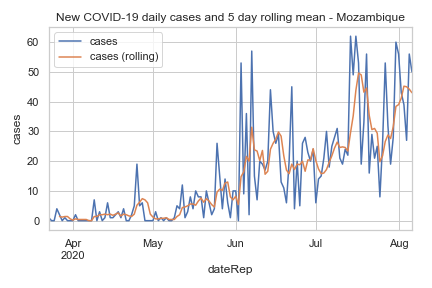 New COVID-19 daily cases and 5 day rolling mean - Mozambique
cases
cases (rolling)
60
50
40
30
20
10
0
cases
Apr
2020
May
Jun
Jul
Aug
dateRep